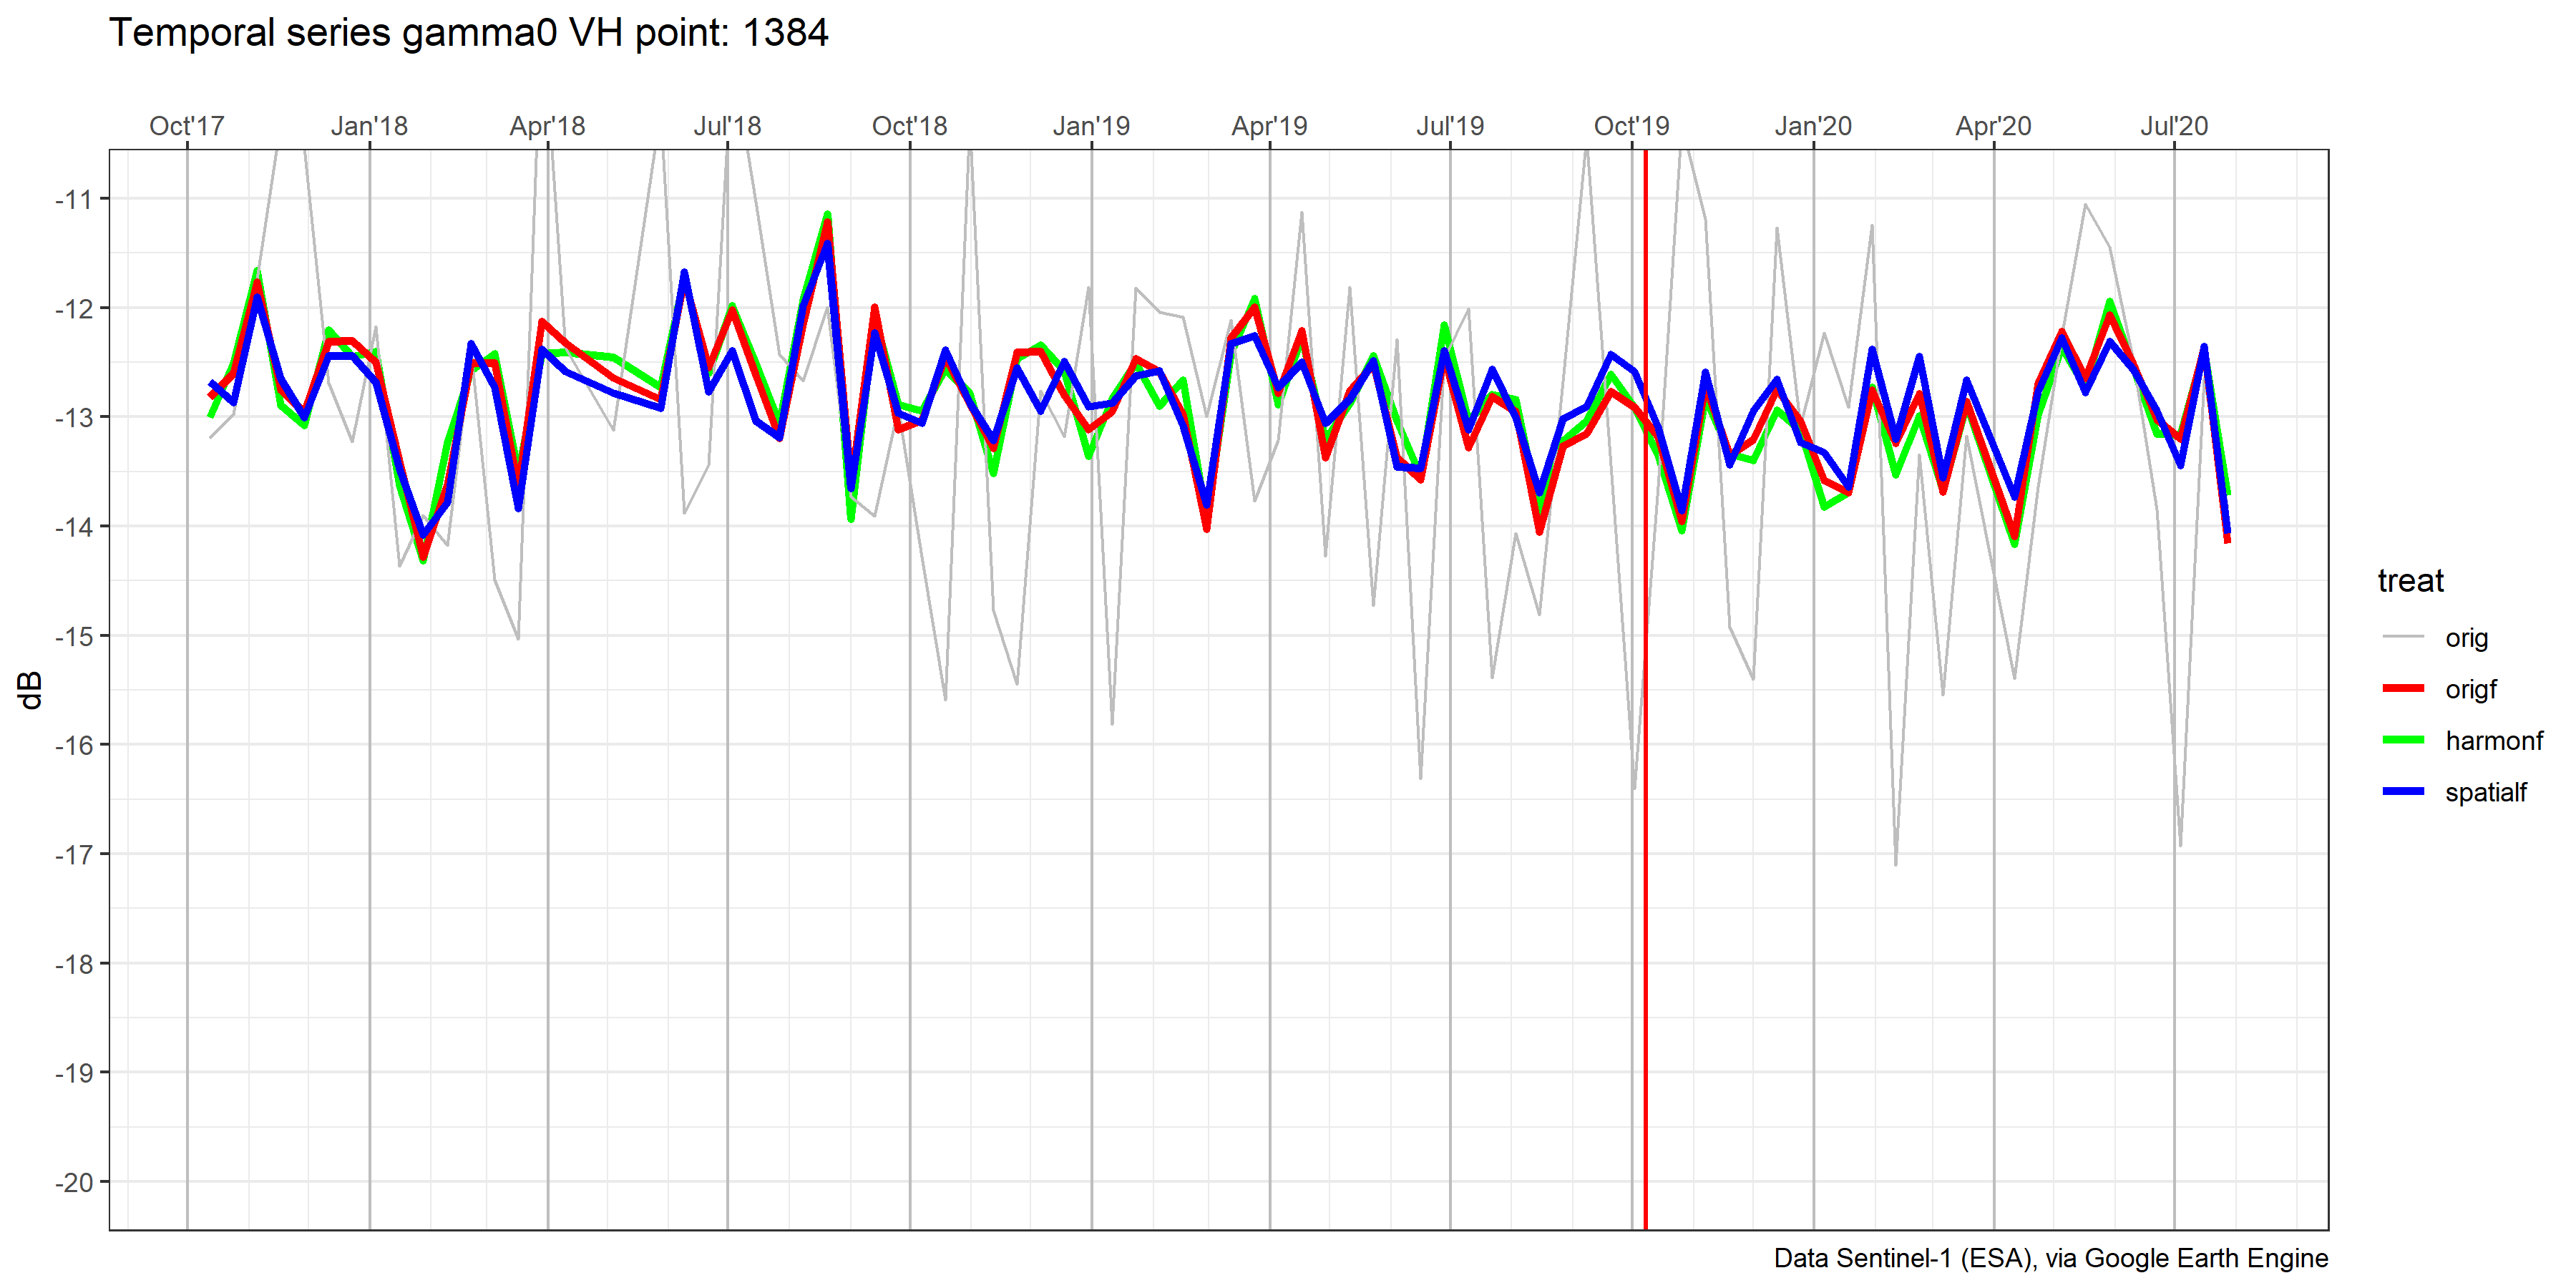 Temporal series gamma0 VH point: 1384
Oct'17 Jan'18 Apr'18 Jul'18 Oct'18 Jan'19 Apr'19 Jul'19 Oct'19 Jan'20 Apr'20 Jul'20
-11
-12
-13
-14
-15
-16
-17
-18
-19
-20
dB
treat
orig
origf
harmonf
spatialf
Data Sentinel-1 (ESA), via Google Earth Engine